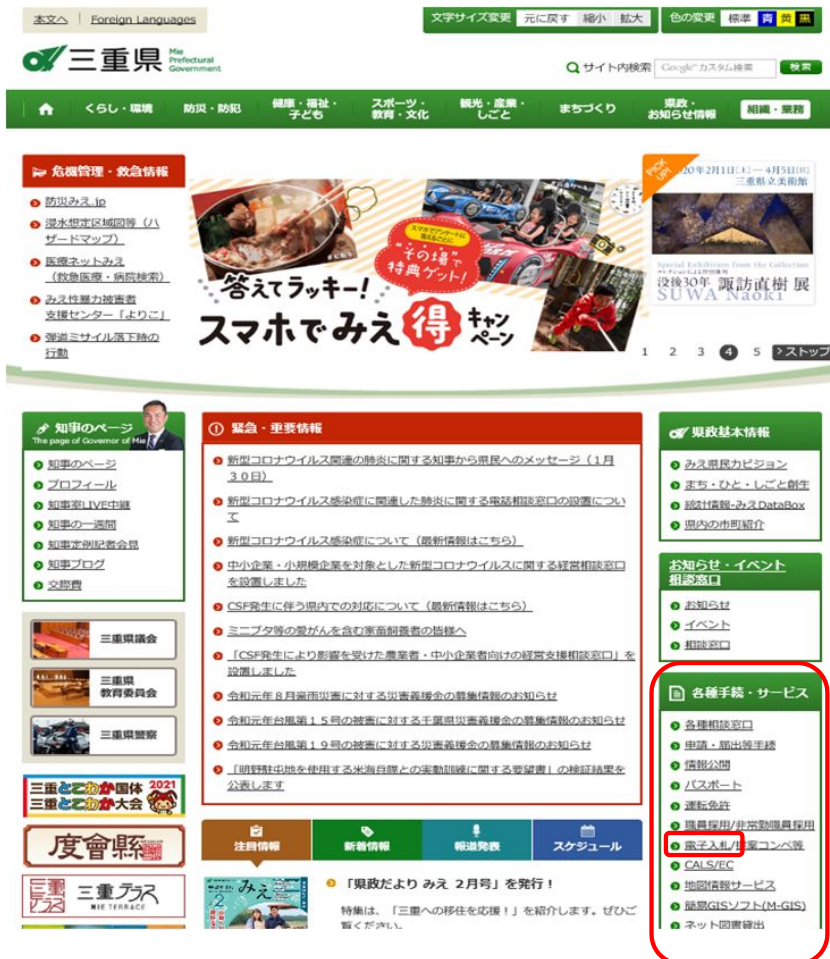 本文へ
Foreign Languages
文字サイズ変更 元に戻す 縮小 拡大
色の変更 標準 青 黄 黒
三重県 Mie Prefectural Government
サイト内検索 Google カスタム検索 検索
くらし・環境
防災・防犯
健康・福祉・
子ども
スポーツ・
教育・文化
観光・産業・
しごと
まちづくり
県政・
お知らせ情報
組織・業務
危機管理・救急情報
防災みえ.jp
浸水想定区域図等（ハ
ザードマップ）
医療ネットみえ
（救急医療・病院検索）
みえ性暴力被害者
支援センター「よりこ」
弾道ミサイル落下時の
行動
スマホでアンケートに
答えるごとに
"その場で"
特典ゲット!
答えてラッキー!
スマホでみえ得キャン
ペーン
PICK UP!
2020年2月1日[土]ー4月5日[日]
三重県立美術館
Special Exhibition from the Collection
没後30年 諏訪直樹 展
SUWA Naoki
1 2 3 4 5 ストップ
知事のページ
The page of Governor of Mie
知事のページ
プロフィール
知事室LIVE中継
知事の一週間
知事定例記者会見
知事ブログ
交際費
三重県議会
三重県
教育委員会
三重県警察
三重とこわか国体 2021
三重とこわか大会
度會縣
三重テラス
三重テラス
MIE TERRACE
緊急・重要情報
新型コロナウイルス関連の肺炎に関する知事から県民へのメッセージ（１月
３０日）
新型コロナウイルス感染症に関連した肺炎に関する電話相談窓口の設置につい
て
新型コロナウイルス感染症について（最新情報はこちら）
中小企業・小規模企業を対象とした新型コロナウイルスに関する経営相談窓口
を設置しました
CSF発生に伴う県内での対応について（最新情報はこちら）
ミニブタ等の愛がんを含む家畜飼養者の皆様へ
「CSF発生により影響を受けた農業者・中小企業者向けの経営支援相談窓口」を
設置しました
令和元年８月豪雨災害に対する災害義援金の募集情報のお知らせ
令和元年台風第１５号の被害に対する千葉県災害義援金の募集情報のお知らせ
令和元年台風第１９号の被害に対する災害義援金の募集情報のお知らせ
「明野駐屯地を使用する米海兵隊との実動訓練に関する要望書」の検証結果を
公表します
注目情報
新着情報
報道発表
スケジュール
みえ
2
「県政だより みえ ２月号」を発行！
特集は、「三重への移住を応援！」を紹介します。ぜひご
覧ください。
県政基本情報
みえ県民力ビジョン
まち・ひと・しごと創生
統計情報-みえDataBox
県内の市町紹介
お知らせ・イベント
相談窓口
お知らせ
イベント
相談窓口
各種手続・サービス
各種相談窓口
申請・届出等手続
情報公開
パスポート
運転免許
職員採用/非常勤職員採用
電子入札/提案コンペ等
CALS/EC
地図情報サービス
簡易GISソフト(M-GIS)
ネット図書貸出